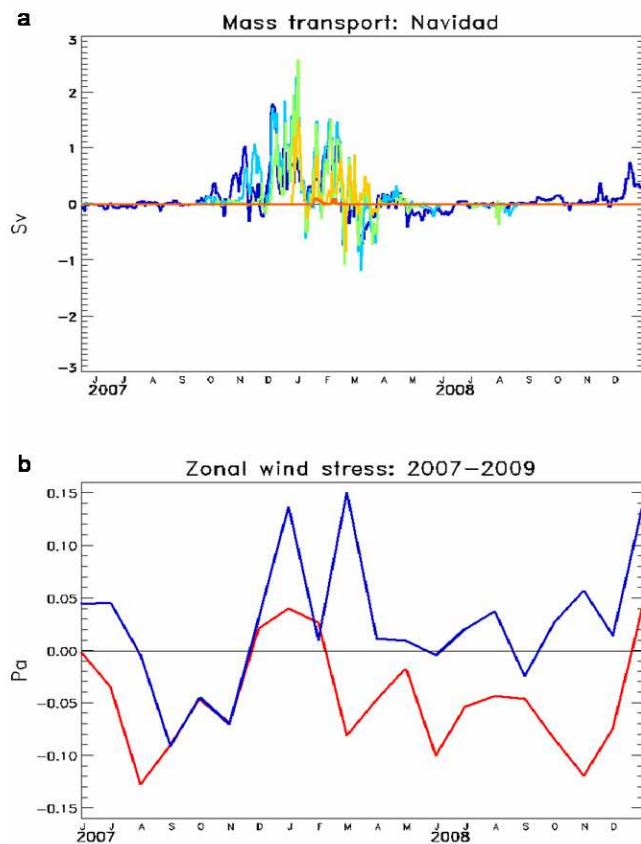 a
Mass transport: Navidad
3
2
1
0
-1
-2
-3
Sv
J J A S O N D J F M A M J J A S O N D
2007 2008
b
Zonal wind stress: 2007-2009
0.15
0.10
0.05
0.00
-0.05
-0.10
-0.15
Pa
J J A S O N D J F M A M J J A S O N D
2007 2008